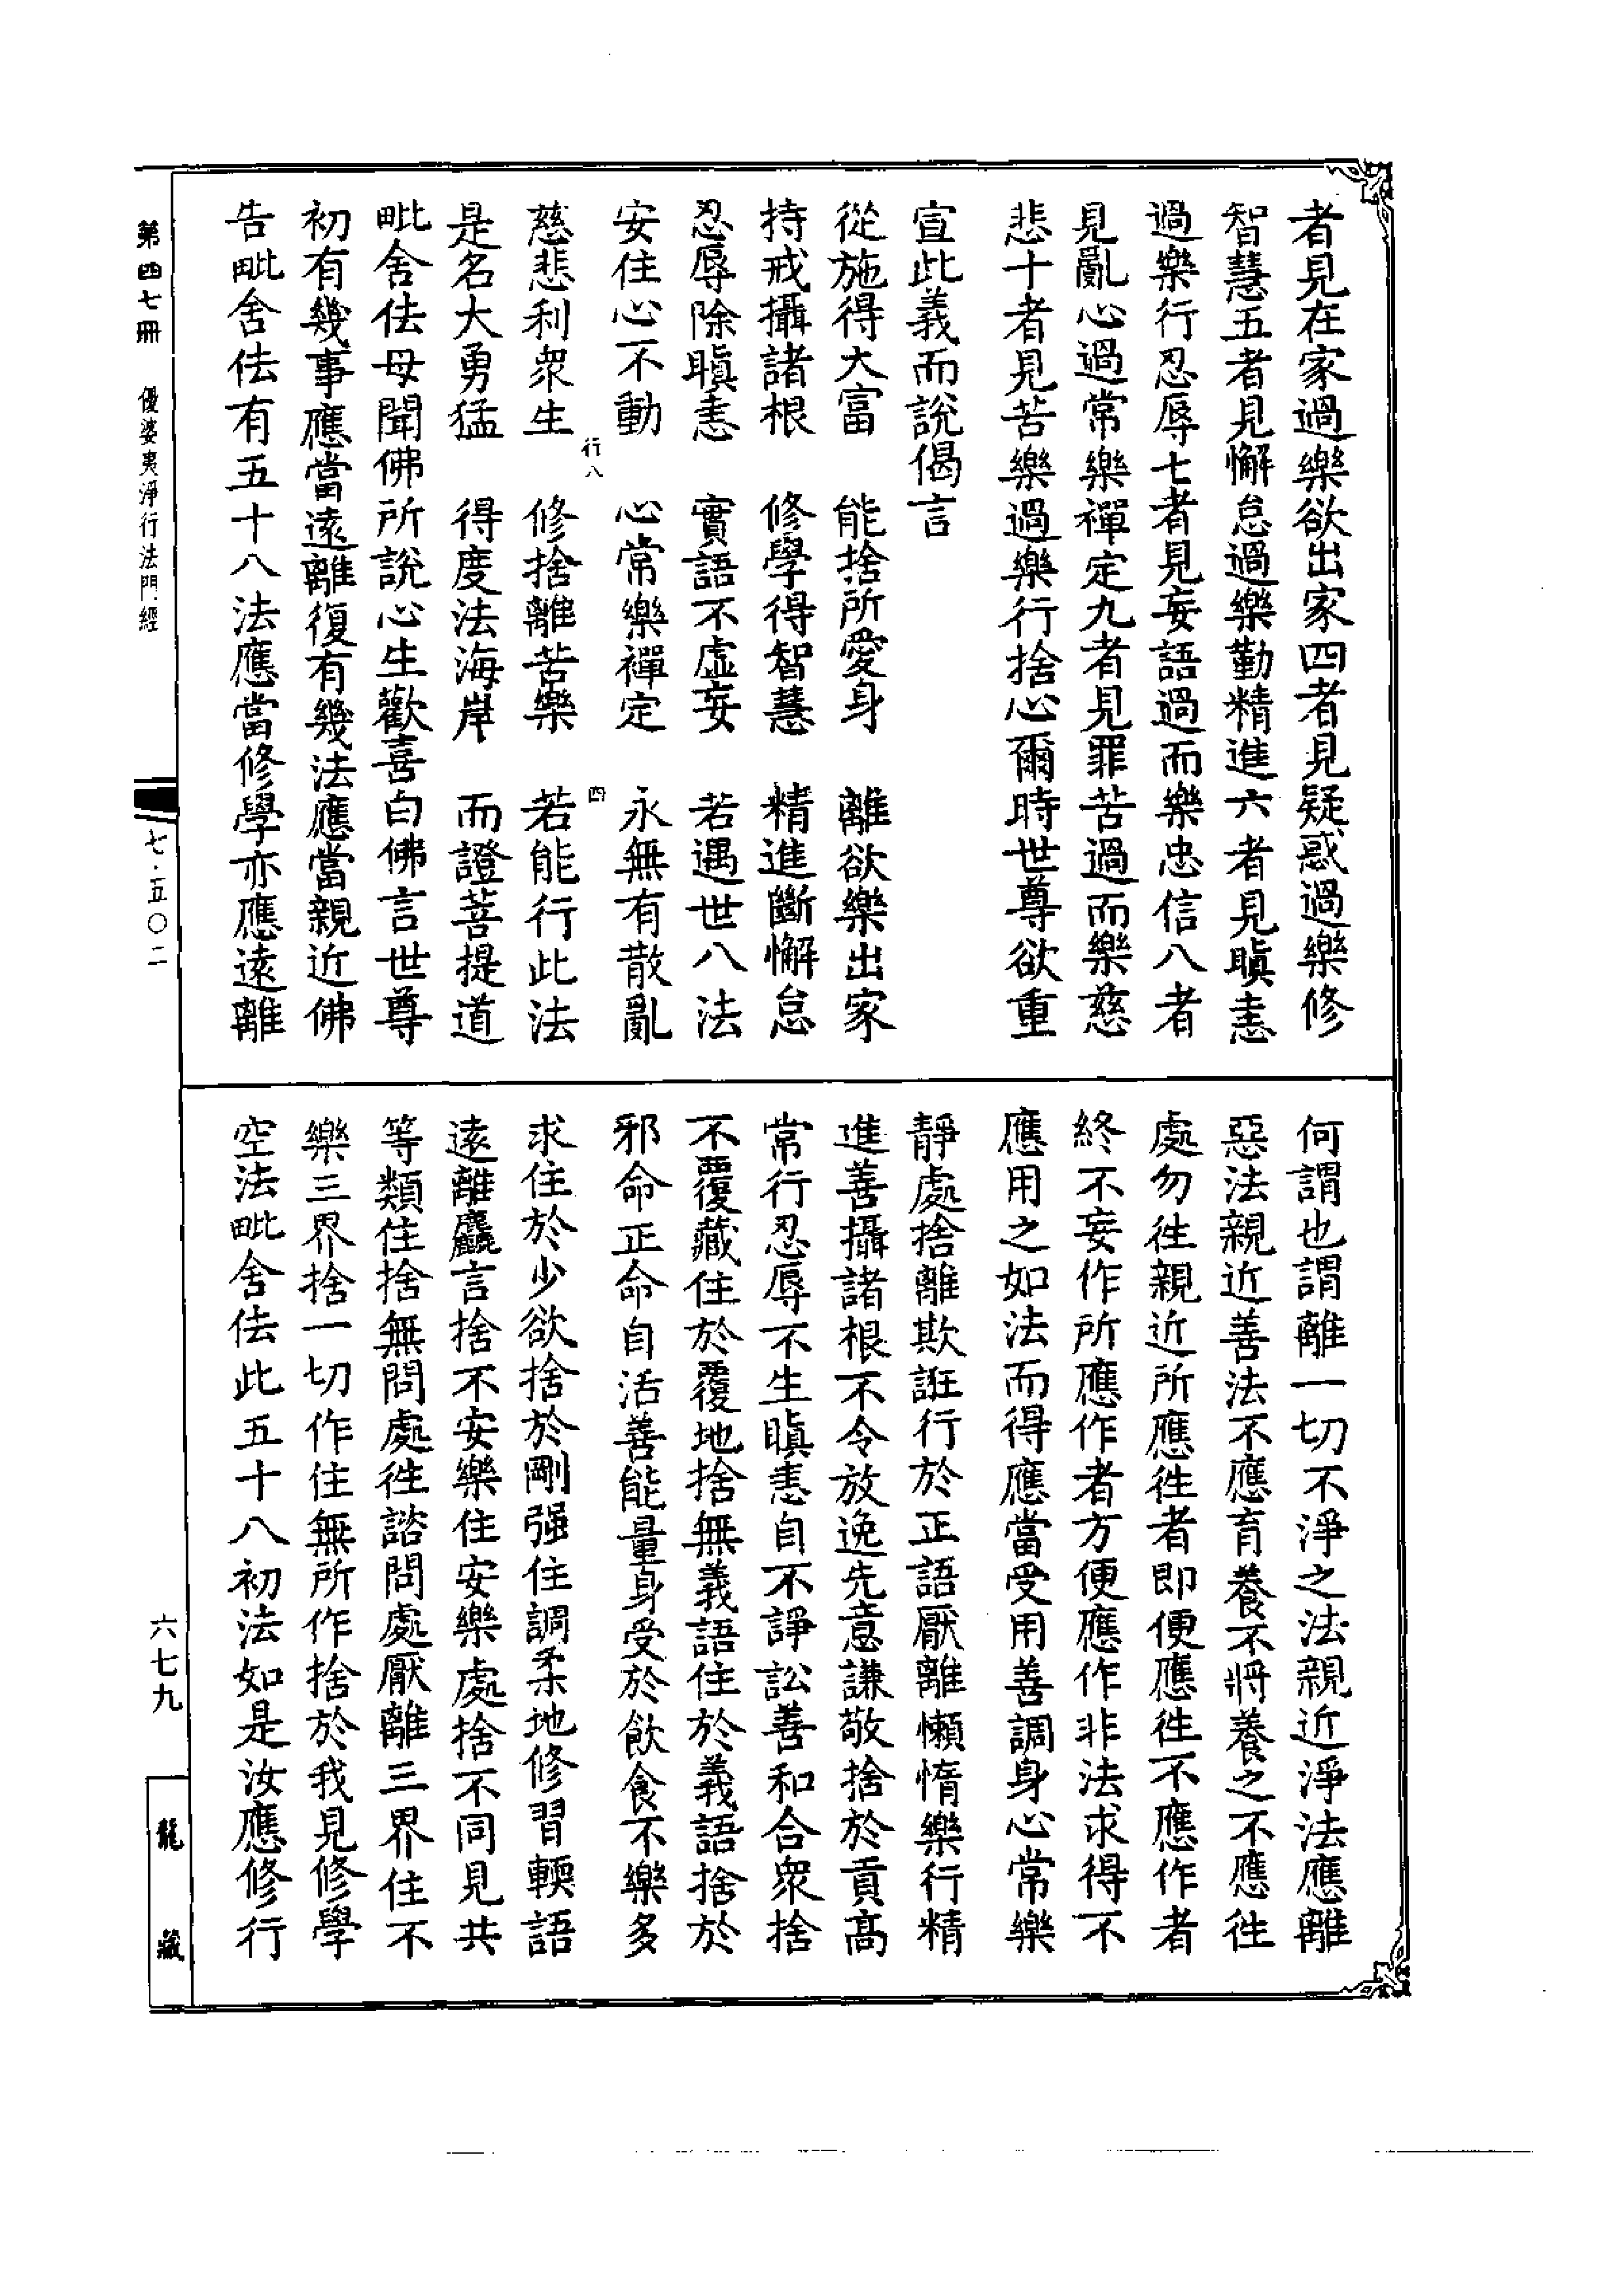 者見在家過樂欲出家四者見疑惑過樂修
智慧五者見懈怠過樂勤精進六者見瞋恚
過樂行忍辱七者見妄語過而樂忠信八者
見亂心過常樂禪定九者見罪苦過而樂慈
悲十者見苦樂過樂行捨心爾時世尊欲重
宣此義而說偈言
從施得大富　能捨所愛身　離欲樂出家
持戒攝諸根　修學得智慧　精進斷懈怠
忍辱除瞋恚　實語不虛妄　若遇世八法
安住心不動　心常樂禪定　永無有散亂
行八　四
慈悲利衆生　修捨離苦樂　若能行此法
是名大勇猛　得度法海岸　而證菩提道
毗舍佉母聞佛所說心生歡喜白佛言世尊
初有幾事應當遠離復有幾法應當親近佛
告毗舍佉有五十八法應當修學亦應遠離
何謂也謂離一切不淨之法親近淨法應離
惡法親近善法不應育養不將養之不應往
處勿往親近所應往者即便應往不應作者
終不妄作所應作者方便應作非法求得不
應用之如法而得應當受用善調身心常樂
靜處捨離欺誑行於正語厭離懶惰樂行精
進善攝諸根不令放逸先意謙敬捨於貢高
常行忍辱不生瞋恚自不諍訟善和合衆捨
不覆藏住於覆地捨無義語住於義語捨於
邪命正命自活善能量身受於飲食不樂多
求住於少欲捨於剛强住調柔地修習輭語
遠離麤言捨不安樂住安樂處捨不同見共
等類住捨無問處往諮問處厭離三界住不
樂三界捨一切作住無所作捨於我見修學
空法毗舍佉此五十八初法如是汝應修行
第四七冊　優婆夷淨行法門經
七·五〇二
六七九
龍藏